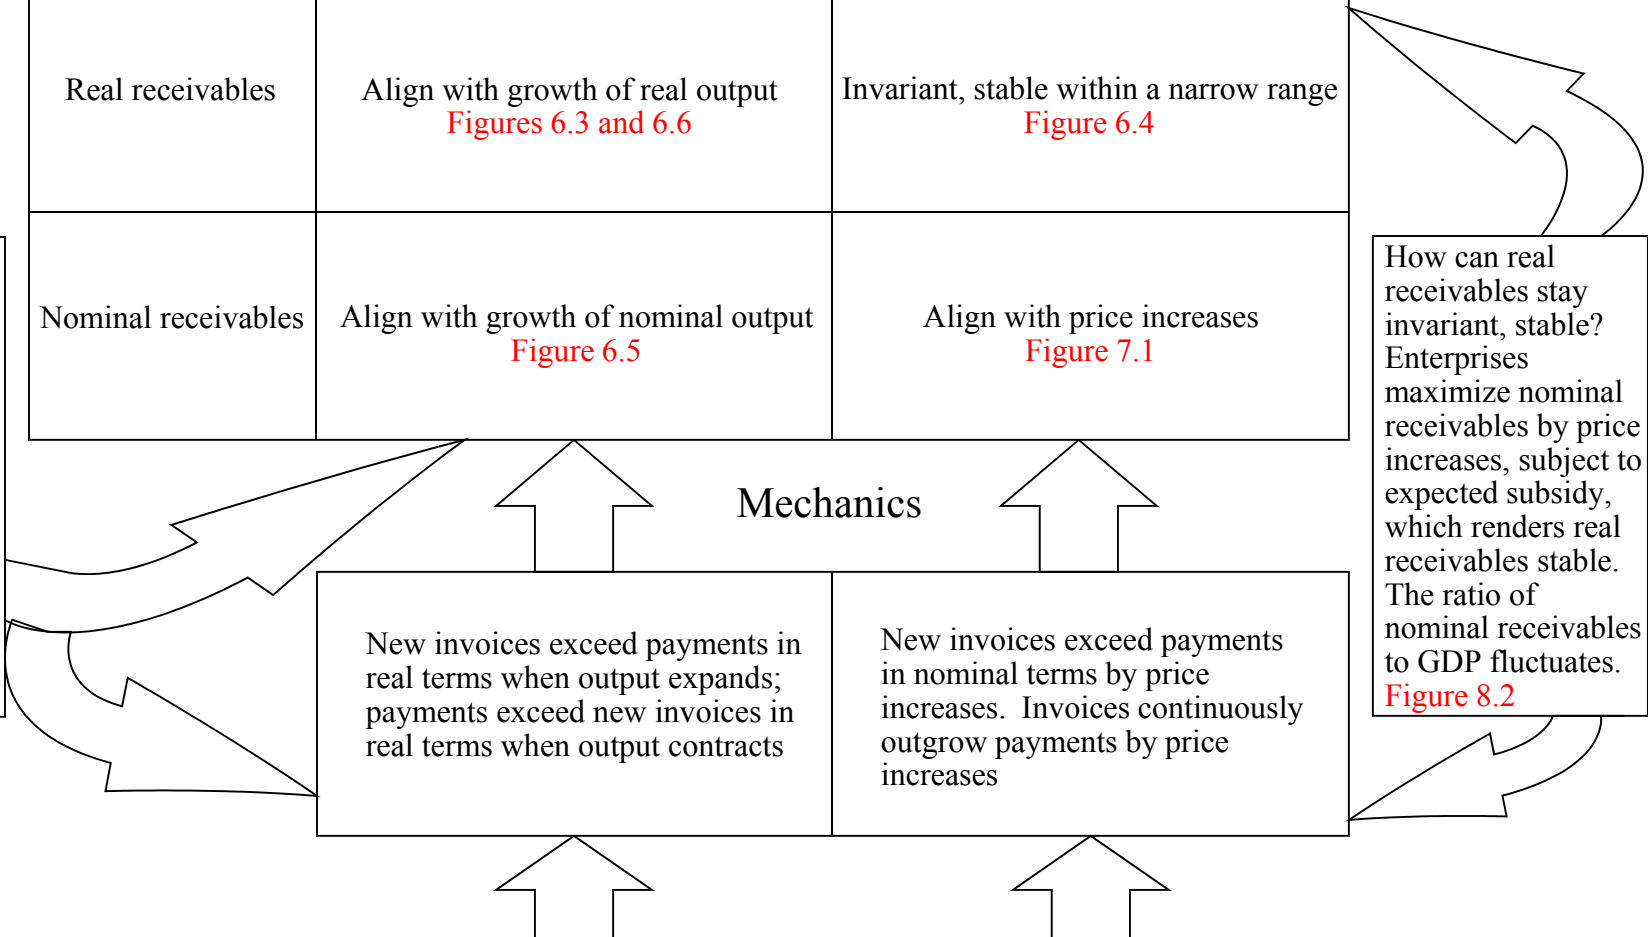 Real receivables
Align with growth of real output
Figures 6.3 and 6.6
Invariant, stable within a narrow range
Figure 6.4
Nominal receivables
Align with growth of nominal output
Figure 6.5
Align with price increases
Figure 7.1
How can real
receivables stay
invariant, stable?
Enterprises
maximize nominal
receivables by price
increases, subject to
expected subsidy,
which renders real
receivables stable.
The ratio of
nominal receivables
to GDP fluctuates.
Figure 8.2
Mechanics
New invoices exceed payments in
real terms when output expands;
payments exceed new invoices in
real terms when output contracts
New invoices exceed payments
in nominal terms by price
increases.  Invoices continuously
outgrow payments by price
increases